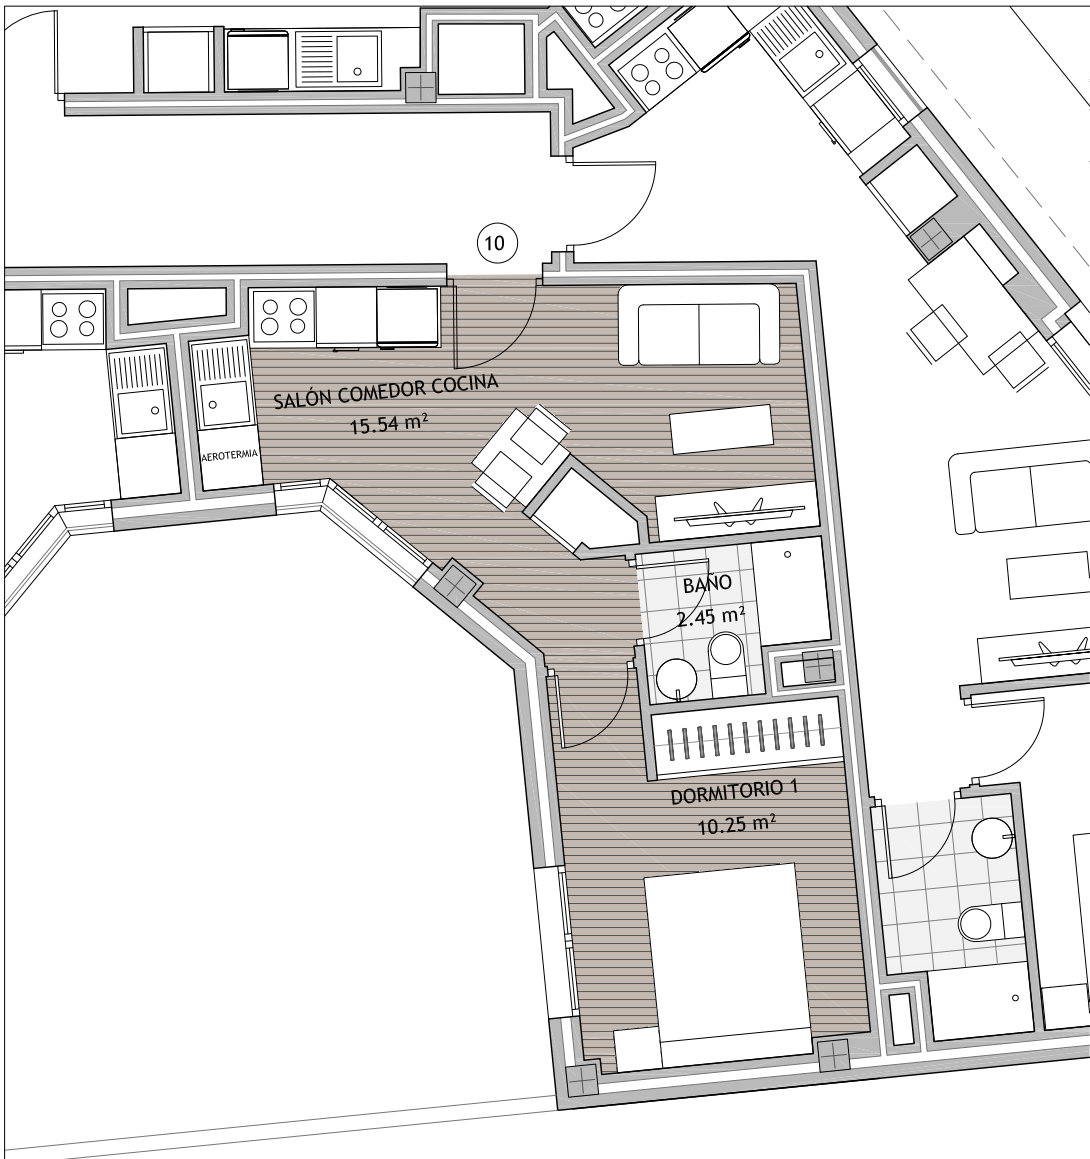 10
SALÓN COMEDOR COCINA
15.54 m²
AEROTERMIA
BAÑO
2.45 m²
DORMITORIO 1
10.25 m²